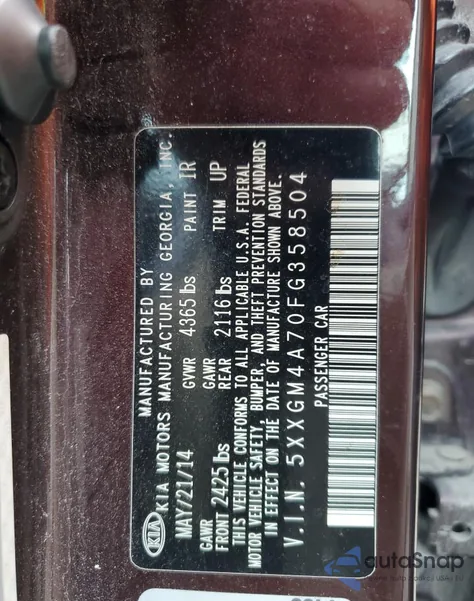 MANUFACTURED BY
KIA KIA MOTORS MANUFACTURING GEORGIA, INC.
MAY/21/14 GVWR 4365 lbs PAINT IR
GAWR FRONT 2425 lbs GAWR REAR 2116 lbs TRIM UP
THIS VEHICLE CONFORMS TO ALL APPLICABLE U.S.A. FEDERAL
MOTOR VEHICLE SAFETY, BUMPER, AND THEFT PREVENTION STANDARDS
IN EFFECT ON THE DATE OF MANUFACTURE SHOWN ABOVE.
V.I.N. 5XXGM4A70FG358504
PASSENGER CAR
autoSnap